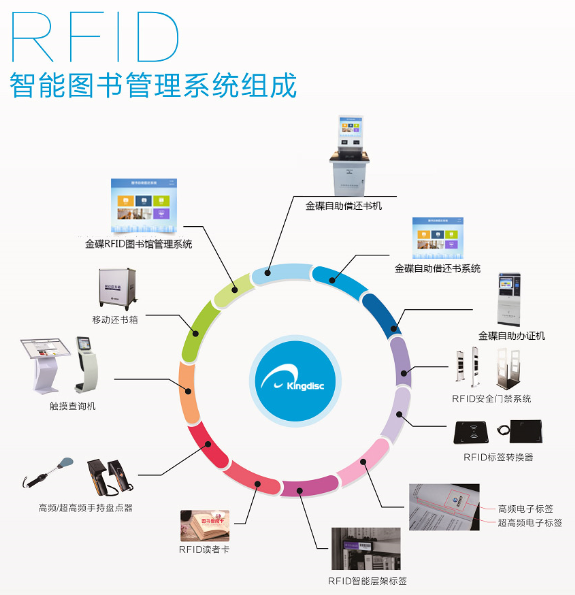 RFID
智能图书管理系统组成
金碟自助借还书机
金碟RFID图书馆管理系统
金碟自助借还书系统
移动还书箱
金碟自助办证机
触摸查询机
Kingdisc
RFID安全门禁系统
RFID标签转换器
高频/超高频手持盘点器
高频电子标签
超高频电子标签
RFID读者卡
RFID智能层架标签